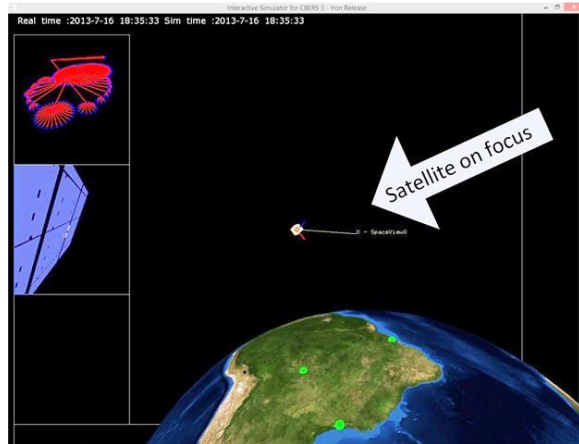 Interactive Simulator for CBERS 3 - Iron Release
Real time :2013-7-16 18:35:33 Sim time :2013-7-16 18:35:33
Satellite on focus
X - SpaceView0